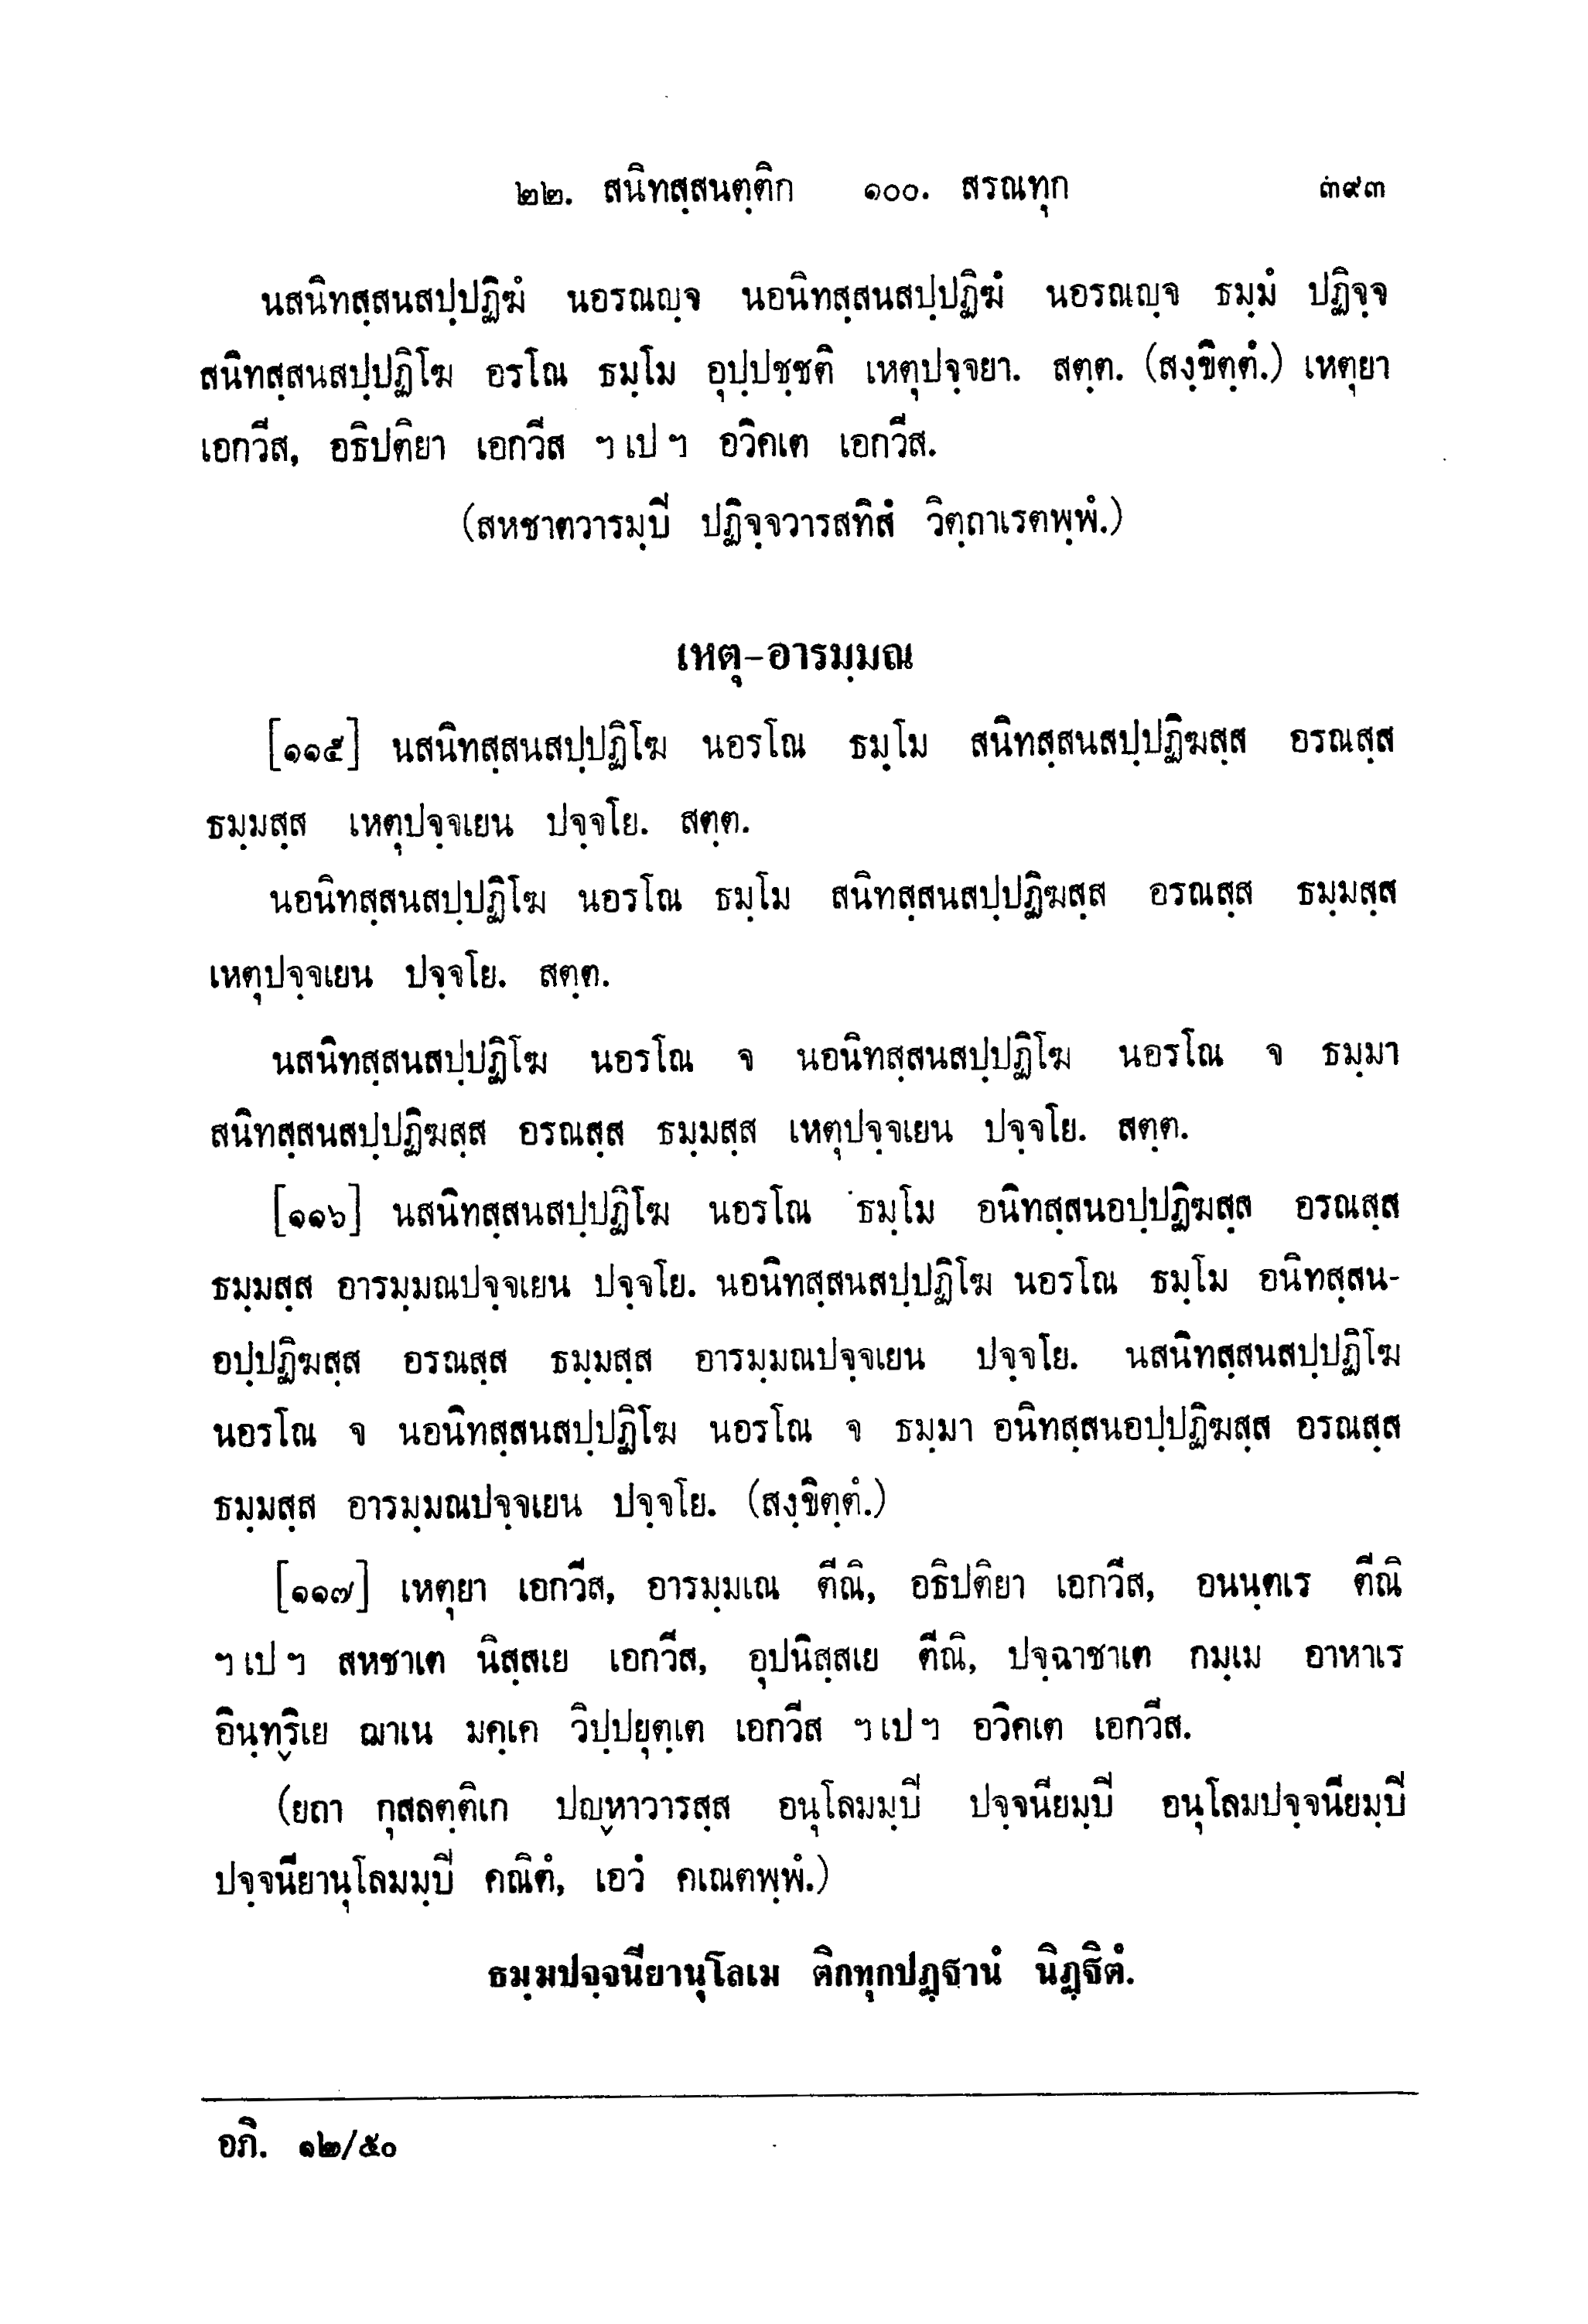 ๒๒. สนิทสฺสนตฺติก ๑๐๐. สรณทุก ๓๙๓
นสนิทสฺสนสปฺปฏิฆํ นอรณญฺจ นอนิทสฺสนสปฺปฏิฆํ นอรณญฺจ ธมฺมํ ปฏิจฺจ
สนิทสฺสนสปฺปฏิโฆ อรโณ ธมฺโม อุปฺปชฺชติ เหตุปจฺจยา. สตฺต. (สงฺขิตฺตํ.) เหตุยา
เอกวีส, อธิปติยา เอกวีส ฯ เป ฯ อวิคเต เอกวีส.
(สหชาตวารมฺปี ปฏิจฺจวารสทิสํ วิตฺถาเรตพฺพํ.)
เหตุ-อารมฺมณ
[๑๑๕] นสนิทสฺสนสปฺปฏิโฆ นอรโณ ธมฺโม สนิทสฺสนสปฺปฏิฆสฺส อรณสฺส
ธมฺมสฺส เหตุปจฺจเยน ปจฺจโย. สตฺต.
นอนิทสฺสนสปฺปฏิโฆ นอรโณ ธมฺโม สนิทสฺสนสปฺปฏิฆสฺส อรณสฺส ธมฺมสฺส
เหตุปจฺจเยน ปจฺจโย. สตฺต.
นสนิทสฺสนสปฺปฏิโฆ นอรโณ จ นอนิทสฺสนสปฺปฏิโฆ นอรโณ จ ธมฺมา
สนิทสฺสนสปฺปฏิฆสฺส อรณสฺส ธมฺมสฺส เหตุปจฺจเยน ปจฺจโย. สตฺต.
[๑๑๖] นสนิทสฺสนสปฺปฏิโฆ นอรโณ ธมฺโม อนิทสฺสนอปฺปฏิฆสฺส อรณสฺส
ธมฺมสฺส อารมฺมณปจฺจเยน ปจฺจโย. นอนิทสฺสนสปฺปฏิโฆ นอรโณ ธมฺโม อนิทสฺสน-
อปฺปฏิฆสฺส อรณสฺส ธมฺมสฺส อารมฺมณปจฺจเยน ปจฺจโย. นสนิทสฺสนสปฺปฏิโฆ
นอรโณ จ นอนิทสฺสนสปฺปฏิโฆ นอรโณ จ ธมฺมา อนิทสฺสนอปฺปฏิฆสฺส อรณสฺส
ธมฺมสฺส อารมฺมณปจฺจเยน ปจฺจโย. (สงฺขิตฺตํ.)
[๑๑๗] เหตุยา เอกวีส, อารมฺมเณ ตีณิ, อธิปติยา เอกวีส, อนนฺตเร ตีณิ
ฯ เป ฯ สหชาเต นิสฺสเย เอกวีส, อุปนิสฺสเย ตีณิ, ปจฺฉาชาเต กมฺเม อาหาเร
อินฺทฺริเย ฌาเน มคฺเค วิปฺปยุตฺเต เอกวีส ฯ เป ฯ อวิคเต เอกวีส.
(ยถา กุสลตฺติเก ปญฺหาวารสฺส อนุโลมมฺปี ปจฺจนียมฺปี อนุโลมปจฺจนียมฺปี
ปจฺจนียานุโลมมฺปี คณิตํ, เอวํ คเณตพฺพํ.)
ธมฺมปจฺจนียานุโลเม ติกทุกปฏฺฐานํ นิฏฺฐิตํ.
อภิ. ๑๒/๕๐